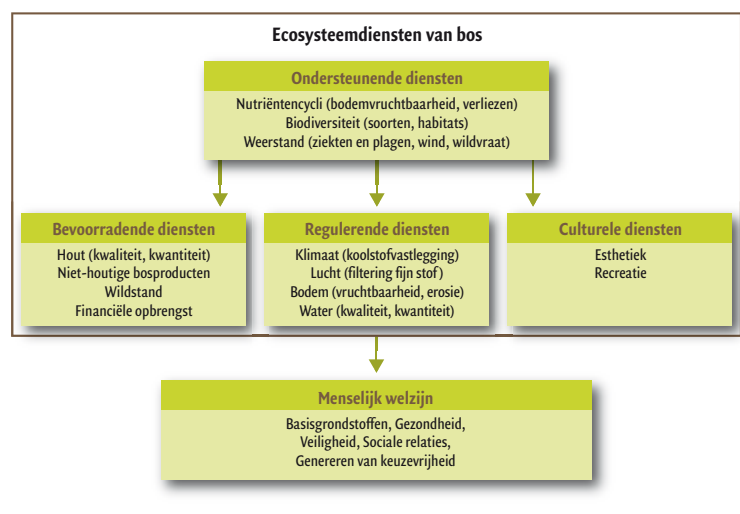 Ecosysteemdiensten van bos
Ondersteunende diensten
Nutriëntencycli (bodemvruchtbaarheid, verliezen)
Biodiversiteit (soorten, habitats)
Weerstand (ziekten en plagen, wind, wildvraat)
Bevoorradende diensten
Hout (kwaliteit, kwantiteit)
Niet-houtige bosproducten
Wildstand
Financiële opbrengst
Regulerende diensten
Klimaat (koolstofvastlegging)
Lucht (filtering fijn stof)
Bodem (vruchtbaarheid, erosie)
Water (kwaliteit, kwantiteit)
Culturele diensten
Esthetiek
Recreatie
Menselijk welzijn
Basisgrondstoffen, Gezondheid,
Veiligheid, Sociale relaties,
Genereren van keuzevrijheid